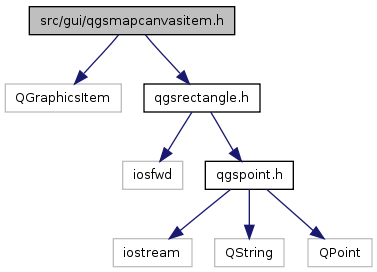 src/gui/qgsmapcanvasitem.h
QGraphicsItem
qgsrectangle.h
iosfwd
qgspoint.h
iostream
QString
QPoint